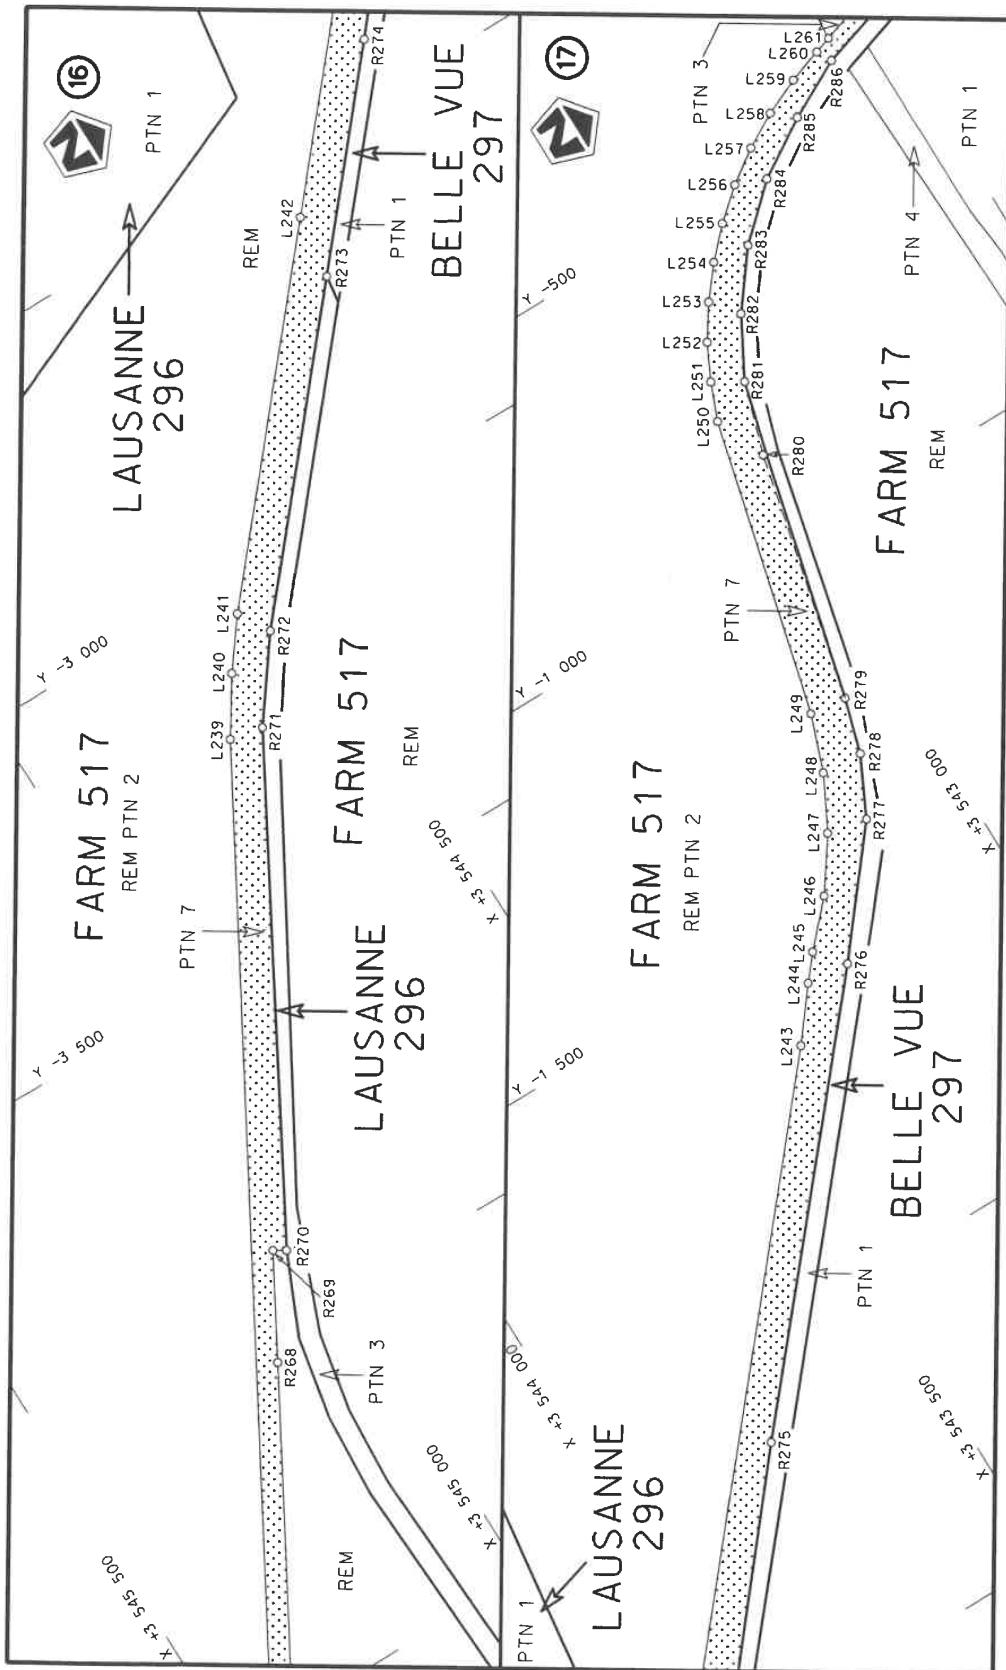 16
PTN 1
LAUSANNE
296
REM
L242
R274
BELLE VUE
297
PTN 1
R273
L241
L240
L239
R272
R271
Y -3 000
FARM 517
REM PTN 2
FARM 517
REM
X +3 544 500
PTN 7
LAUSANNE
296
Y -3 500
R270
R269
R268
PTN 3
X +3 545 000
REM
X +3 545 500
17
PTN 3
L261
L260
L259
L258
L257
L256
L255
L254
L253
L252
L251
L250
R286
R285
R284
R283
R282
R281
R280
PTN 1
PTN 4
Y -500
FARM 517
REM
PTN 7
Y -1 000
L249
L248
L247
L246
L245
L244
L243
R279
R278
R277
R276
X +3 543 000
FARM 517
REM PTN 2
Y -1 500
BELLE VUE
297
PTN 1
X +3 544 000
R275
X +3 543 500
LAUSANNE
296
PTN 1